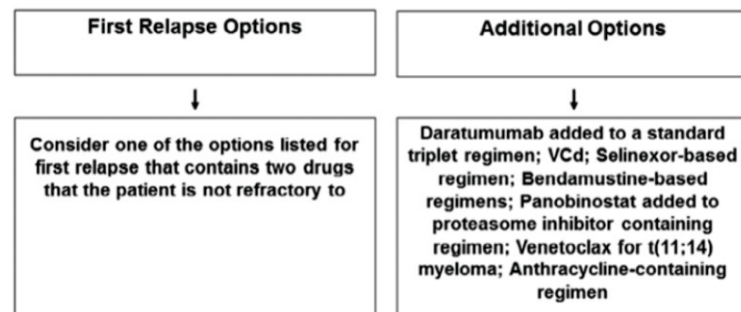 First Relapse Options
Consider one of the options listed for
first relapse that contains two drugs
that the patient is not refractory to
Additional Options
Daratumumab added to a standard
triplet regimen; VCd; Selinexor-based
regimen; Bendamustine-based
regimens; Panobinostat added to
proteasome inhibitor containing
regimen; Venetoclax for t(11;14)
myeloma; Anthracycline-containing
regimen